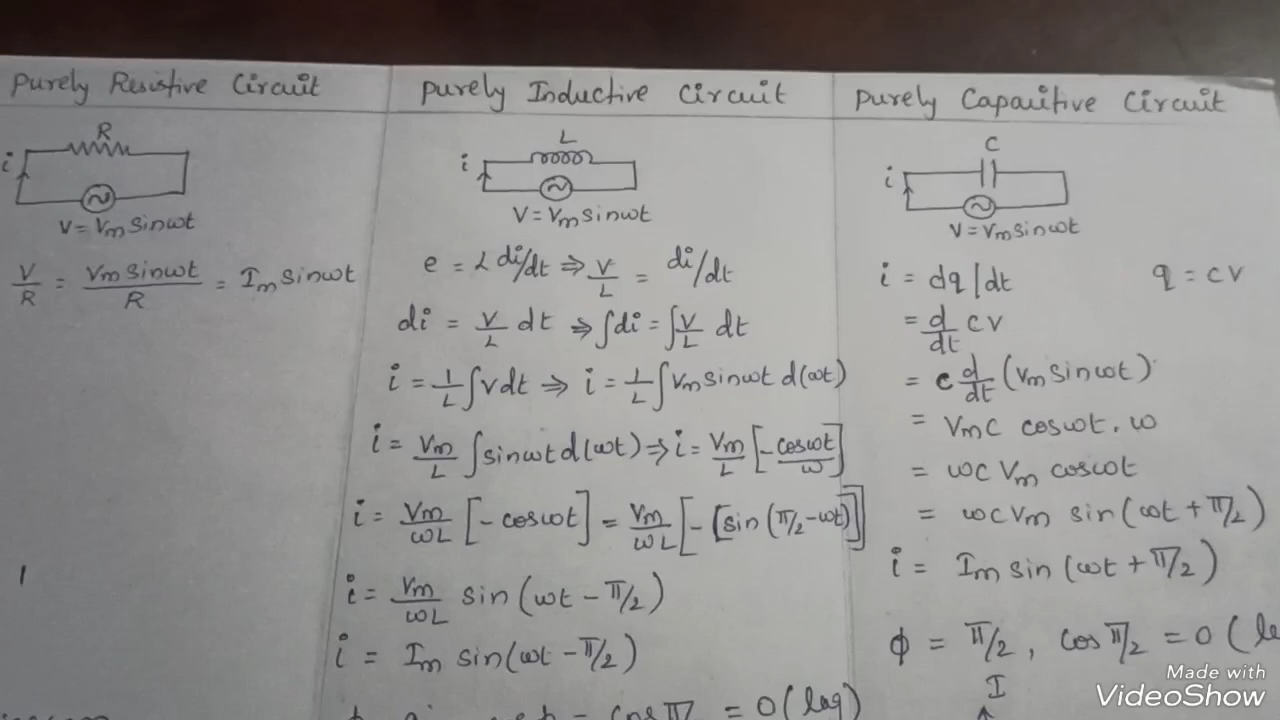 Purely Resistive Circuit
R
i
V = Vm sinωt
V/R = Vm sinωt/R = Im sinωt
Purely Inductive Circuit
L
i
V = Vm sinωt
e = L di/dt ⇒ V/L = di/dt
di = V/L dt ⇒ ∫di = ∫V/L dt
i = 1/L ∫vdt ⇒ i = 1/L ∫Vm sinωt d(ωt)
i = Vm/L ∫sinωt d(ωt) ⇒ i = Vm/L [-cosωt/ω]
i = Vm/ωL [-cosωt] = Vm/ωL [-[sin(π/2-ωt)]]
i = Vm/ωL sin(ωt - π/2)
i = Im sin(ωt - π/2)
= 0 (lag)
Purely Capacitive Circuit
C
i
V = Vm sinωt
i = dq/dt q = CV
= d/dt CV
= C d/dt (Vm sinωt)
= VmC cosωt . ω
= ωC Vm cosωt
= ωCVm sin(ωt + π/2)
i = Im sin(ωt + π/2)
φ = π/2, cos π/2 = 0 (le
I
Made with
VideoShow